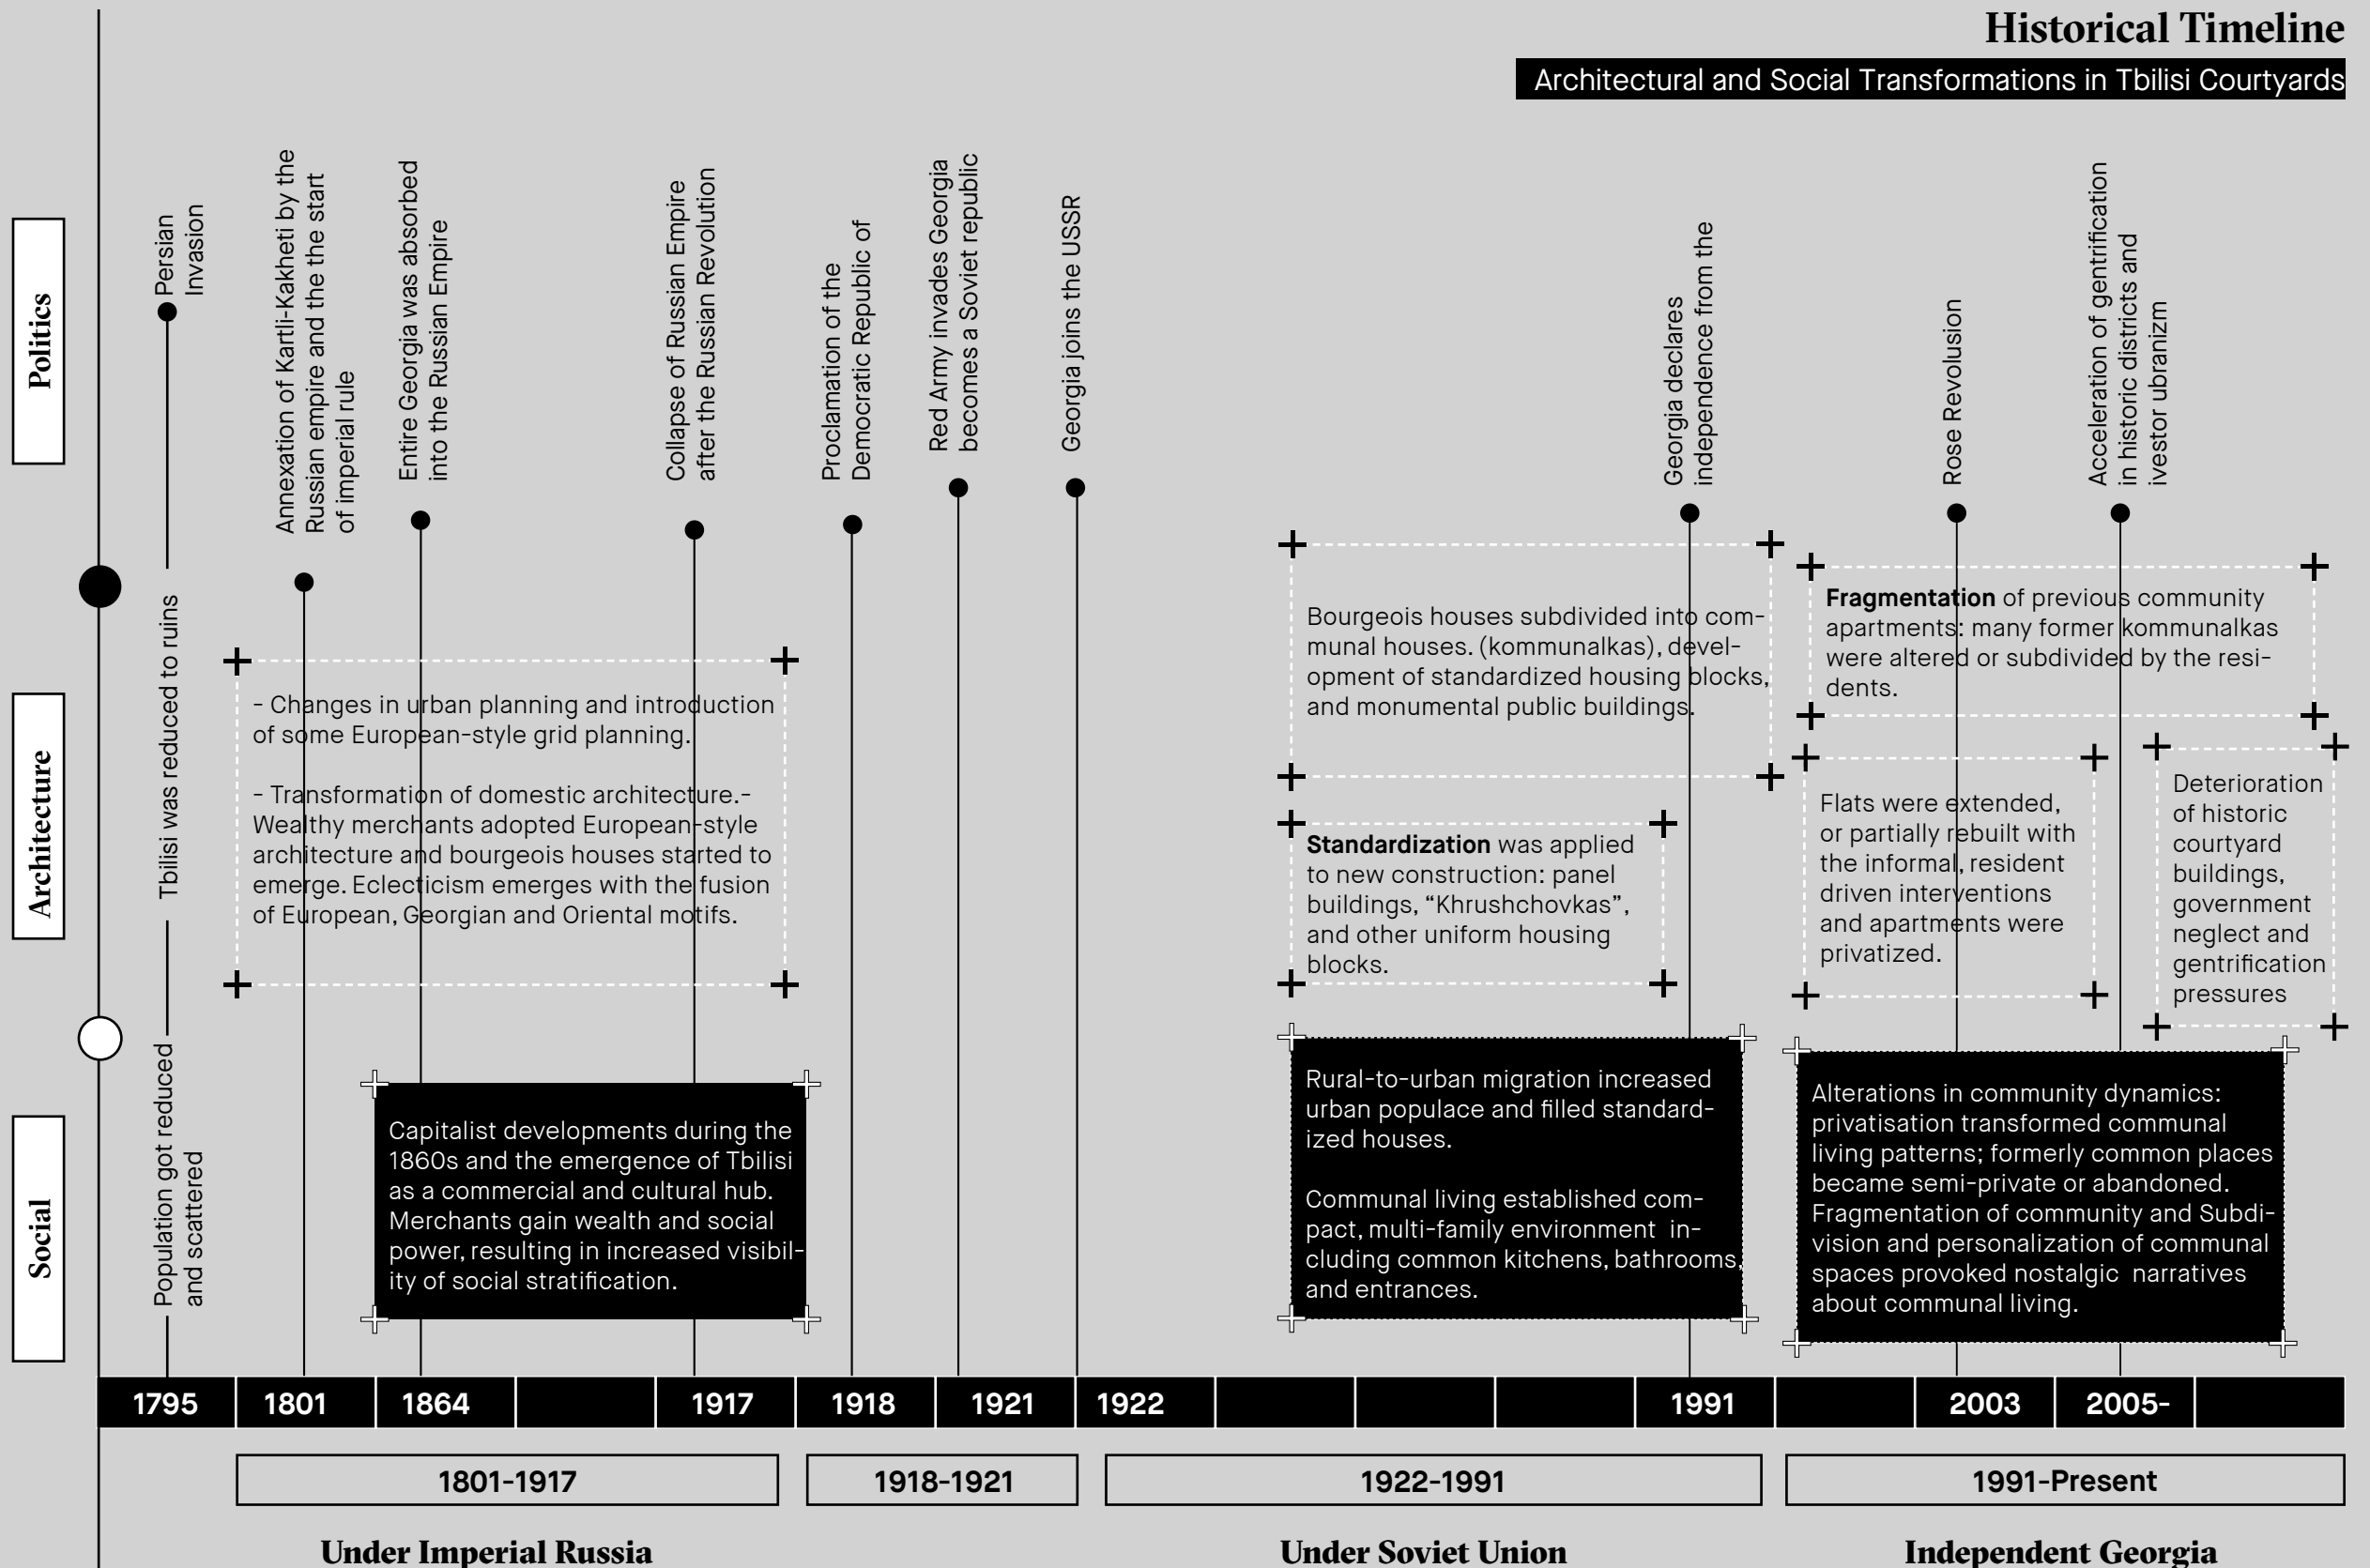 Historical Timeline
Architectural and Social Transformations in Tbilisi Courtyards
Politics
Persian
Invasion
Annexation of Kartli-Kakheti by the
Russian empire and the the start
of imperial rule
Entire Georgia was absorbed
into the Russian Empire
Collapse of Russian Empire
after the Russian Revolution
Proclamation of the
Democratic Republic of
Red Army invades Georgia
becomes a Soviet republic
Georgia joins the USSR
Georgia declares
independence from the
Rose Revolusion
Acceleration of gentrification
in historic districts and
ivestor ubranizm
Architecture
Tbilisi was reduced to ruins
- Changes in urban planning and introduction
of some European-style grid planning.
- Transformation of domestic architecture.-
Wealthy merchants adopted European-style
architecture and bourgeois houses started to
emerge. Eclecticism emerges with the fusion
of European, Georgian and Oriental motifs.
Bourgeois houses subdivided into com-
munal houses. (kommunalkas), devel-
opment of standardized housing blocks,
and monumental public buildings.
Standardization was applied
to new construction: panel
buildings, “Khrushchovkas”,
and other uniform housing
blocks.
Fragmentation of previous community
apartments: many former kommunalkas
were altered or subdivided by the resi-
dents.
Flats were extended,
or partially rebuilt with
the informal, resident
driven interventions
and apartments were
privatized.
Deterioration
of historic
courtyard
buildings,
government
neglect and
gentrification
pressures
Social
Population got reduced
and scattered
Capitalist developments during the
1860s and the emergence of Tbilisi
as a commercial and cultural hub.
Merchants gain wealth and social
power, resulting in increased visibil-
ity of social stratification.
Rural-to-urban migration increased
urban populace and filled standard-
ized houses.
Communal living established com-
pact, multi-family environment  in-
cluding common kitchens, bathrooms,
and entrances.
Alterations in community dynamics:
privatisation transformed communal
living patterns; formerly common places
became semi-private or abandoned.
Fragmentation of community and Subdi-
vision and personalization of communal
spaces provoked nostalgic  narratives
about communal living.
1795 1801 1864 1917 1918 1921 1922 1991 2003 2005-
1801-1917 1918-1921 1922-1991 1991-Present
Under Imperial Russia Under Soviet Union Independent Georgia